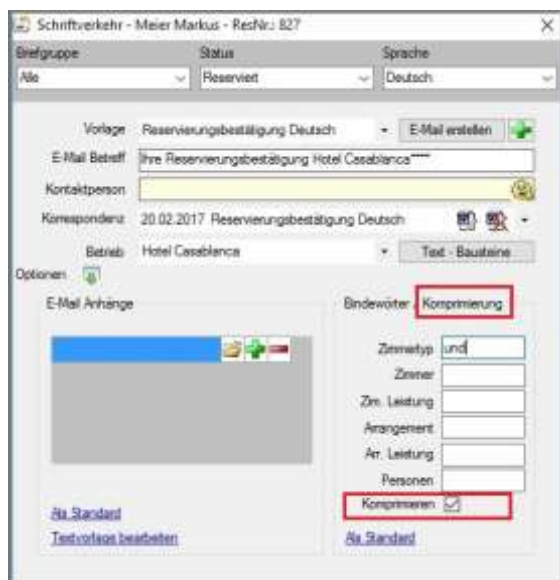 Schriftverkehr - Meier Markus - ResNr.: 827
Briefgruppe Status Sprache
Alle Reserviert Deutsch
Vorlage Reservierungsbestätigung Deutsch E-Mail erstellen
E-Mail Betreff Ihre Reservierungsbestätigung Hotel Casablanca****
Kontaktperson
Korrespondenz 20.02.2017 Reservierungsbestätigung Deutsch
Betrieb Hotel Casablanca Text - Bausteine
Optionen
E-Mail Anhänge
Bindewörter / Komprimierung
Zimmertyp und
Zimmer
Zim. Leistung
Arrangement
Arr. Leistung
Personen
Komprimieren
Als Standard
Textvorlage bearbeiten
Als Standard